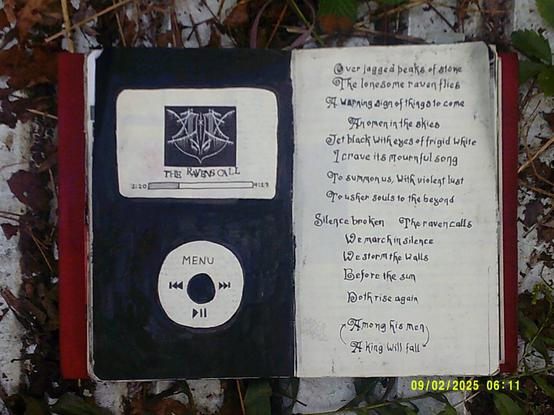 THE RAVENS CALL
2:20
4:23
MENU
Over jagged peaks of stone
The lonesome raven flies
A warning sign of things to come
An omen in the skies
Jet black with eyes of frigid white
I crave its mournful song
To summon us, with violent lust
To usher souls to the beyond
Silence broken The raven calls
We march in silence
We storm the walls
Before the sun
Doth rise again
Among his men
A king will fall
09/02/2025 06:11